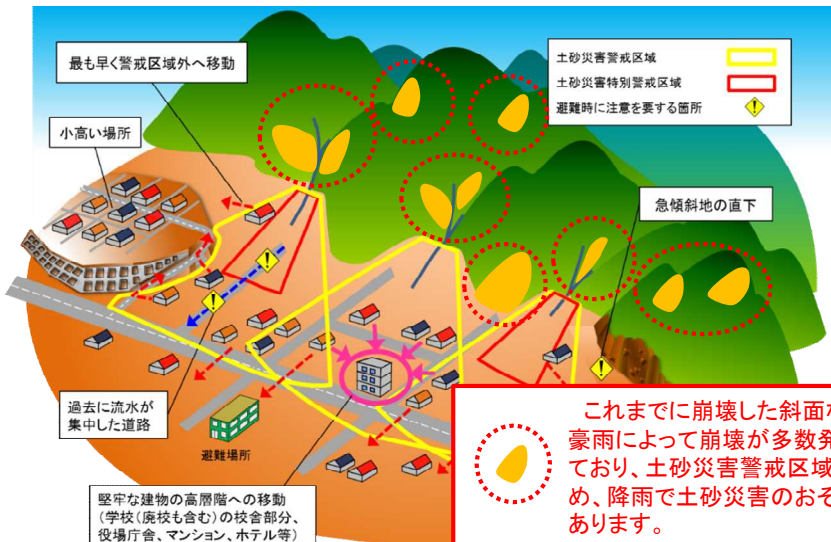 最も早く警戒区域外へ移動
小高い場所
土砂災害警戒区域
土砂災害特別警戒区域
避難時に注意を要する箇所
急傾斜地の直下
過去に流水が
集中した道路
避難場所
堅牢な建物の高層階への移動
(学校(廃校も含む)の校舎部分、
役場庁舎、マンション、ホテル等)
これまでに崩壊した斜面
豪雨によって崩壊が多数発
ており、土砂災害警戒区域
め、降雨で土砂災害のおそ
あります。